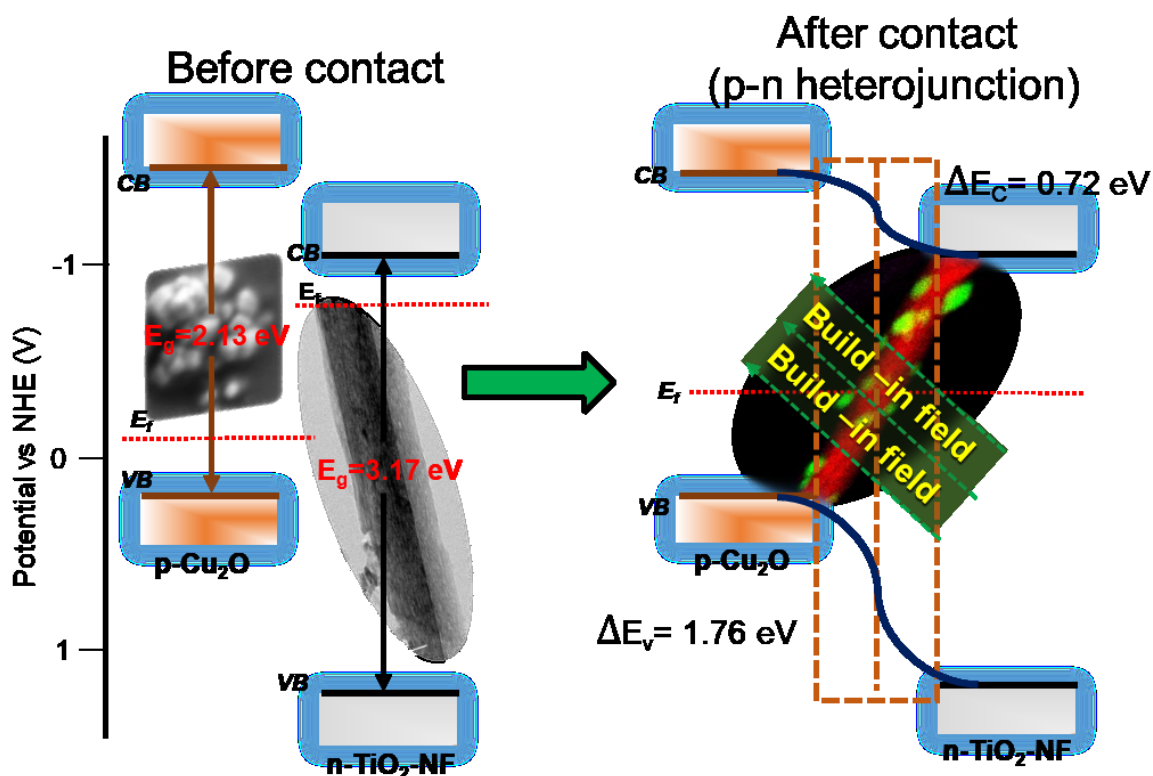 Before contact
After contact
(p-n heterojunction)
CB
CB
CB
ΔE_C= 0.72 eV
-1
E_f
E_g=2.13 eV
Build –in field
Build –in field
E_f
E_f
0
E_g=3.17 eV
VB
VB
p-Cu₂O
p-Cu₂O
Potential vs NHE (V)
ΔE_v= 1.76 eV
1
VB
n-TiO₂-NF
n-TiO₂-NF